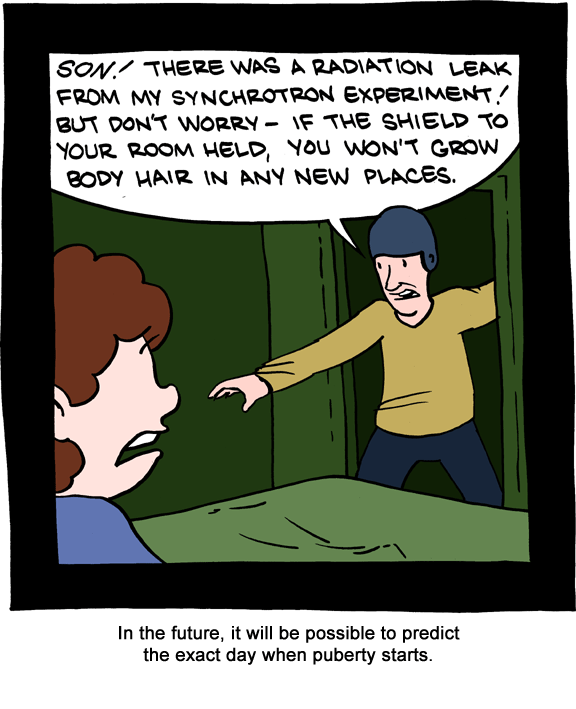 SON! THERE WAS A RADIATION LEAK
FROM MY SYNCHROTRON EXPERIMENT!
BUT DON'T WORRY – IF THE SHIELD TO
YOUR ROOM HELD, YOU WON'T GROW
BODY HAIR IN ANY NEW PLACES.
In the future, it will be possible to predict
the exact day when puberty starts.